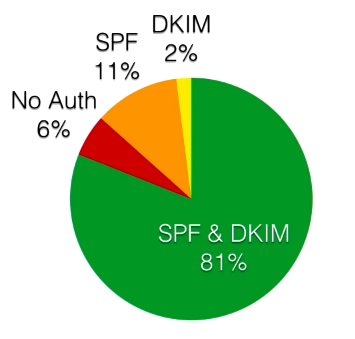 DKIM
2%
SPF
11%
No Auth
6%
SPF & DKIM
81%